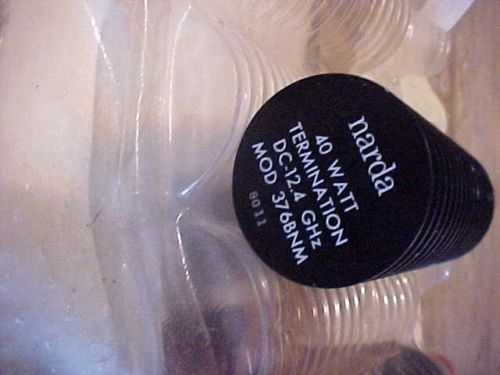 narda
40 WATT
TERMINATION
DC-12.4 GHz
MOD 376BNM
8011